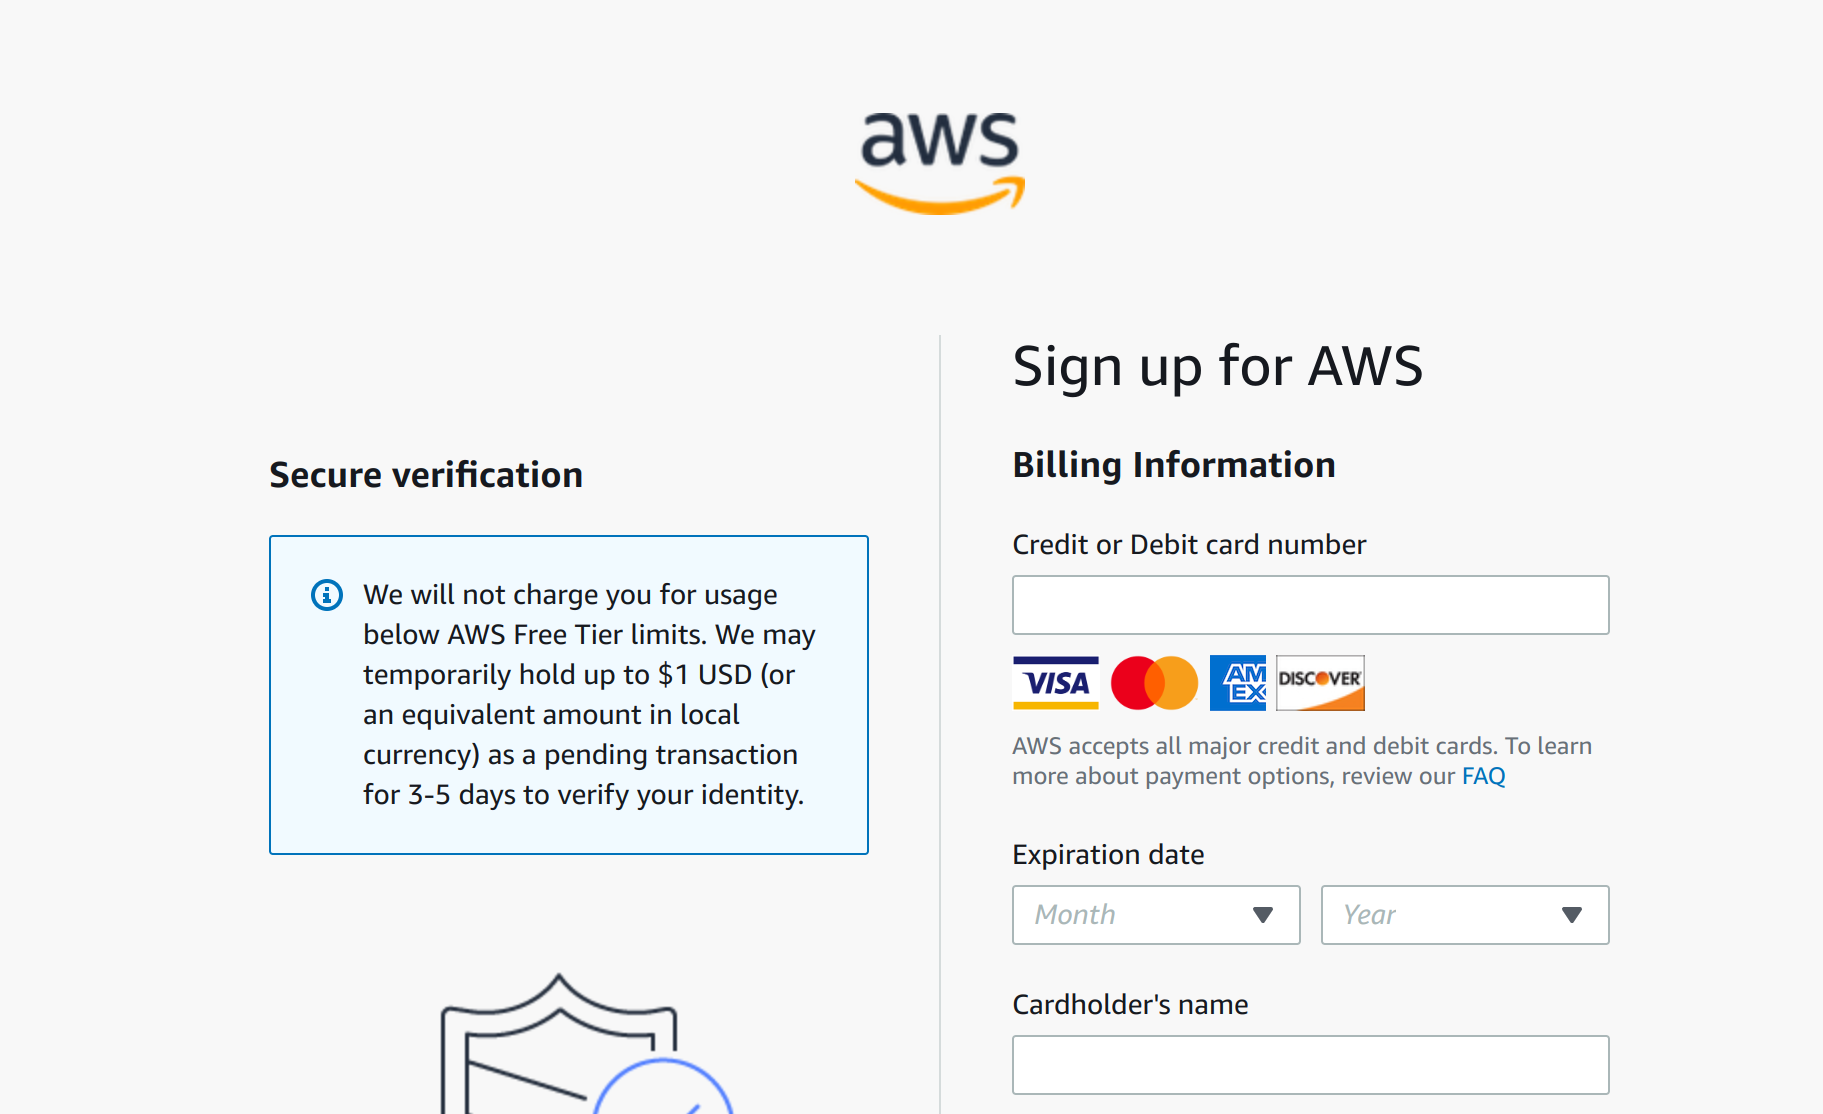 aws
Sign up for AWS
Secure verification
We will not charge you for usage
below AWS Free Tier limits. We may
temporarily hold up to $1 USD (or
an equivalent amount in local
currency) as a pending transaction
for 3-5 days to verify your identity.
Billing Information
Credit or Debit card number
VISA AMEX DISCOVER
AWS accepts all major credit and debit cards. To learn
more about payment options, review our FAQ
Expiration date
Month Year
Cardholder's name